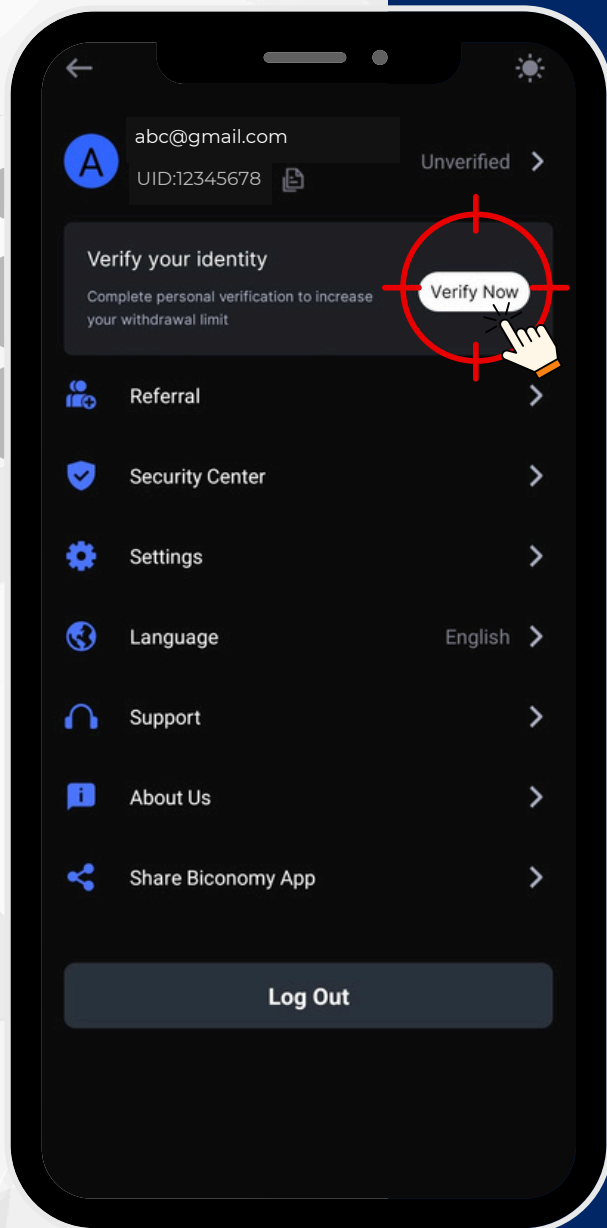 A
abc@gmail.com
UID:12345678
Unverified
Verify your identity
Complete personal verification to increase
your withdrawal limit
Verify Now
Referral
Security Center
Settings
Language
English
Support
About Us
Share Biconomy App
Log Out